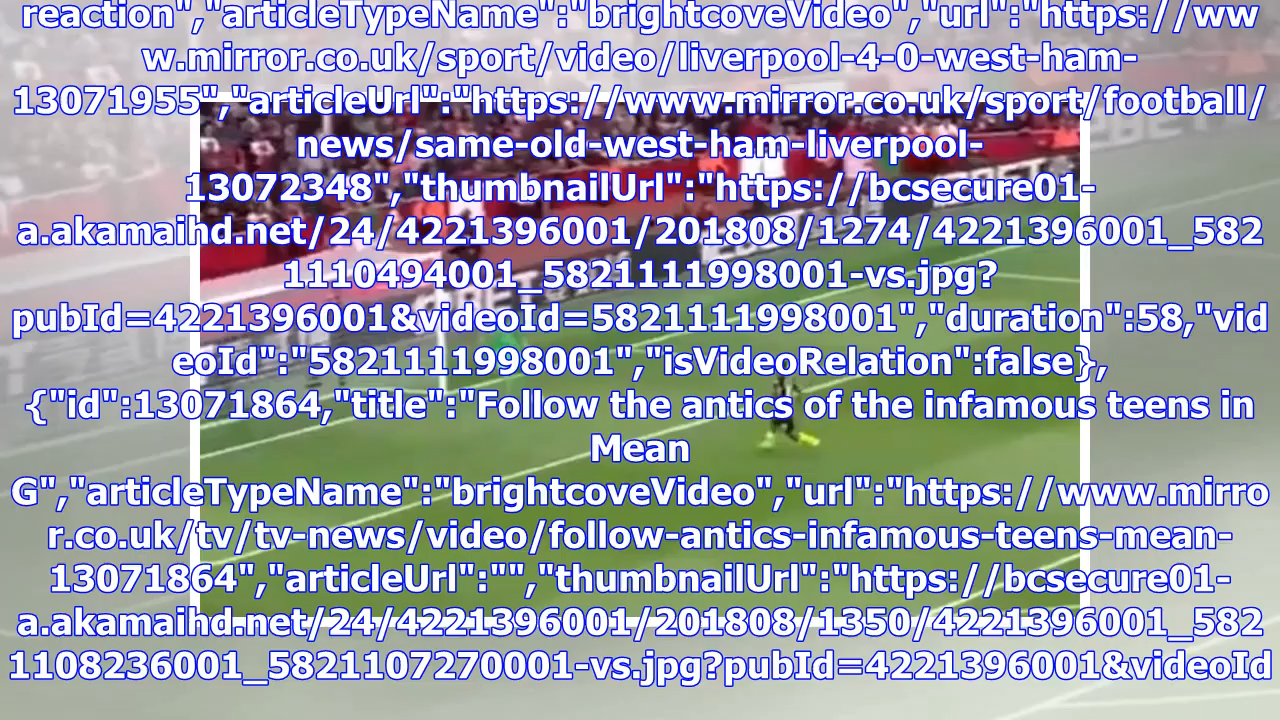 reaction","articleTypeName":"brightcoveVideo","url":"https://ww
w.mirror.co.uk/sport/video/liverpool-4-0-west-ham-
13071955","articleUrl":"https://www.mirror.co.uk/sport/football/
news/same-old-west-ham-liverpool-
13072348","thumbnailUrl":"https://bcsecure01-
a.akamaihd.net/24/4221396001/201808/1274/4221396001_582
1110494001_5821111998001-vs.jpg?
pubId=4221396001&videoId=5821111998001","duration":58,"vid
eoId":"5821111998001","isVideoRelation":false},
{"id":13071864,"title":"Follow the antics of the infamous teens in
Mean
G","articleTypeName":"brightcoveVideo","url":"https://www.mirro
r.co.uk/tv/tv-news/video/follow-antics-infamous-teens-mean-
13071864","articleUrl":"","thumbnailUrl":"https://bcsecure01-
a.akamaihd.net/24/4221396001/201808/1350/4221396001_582
1108236001_5821107270001-vs.jpg?pubId=4221396001&videoId